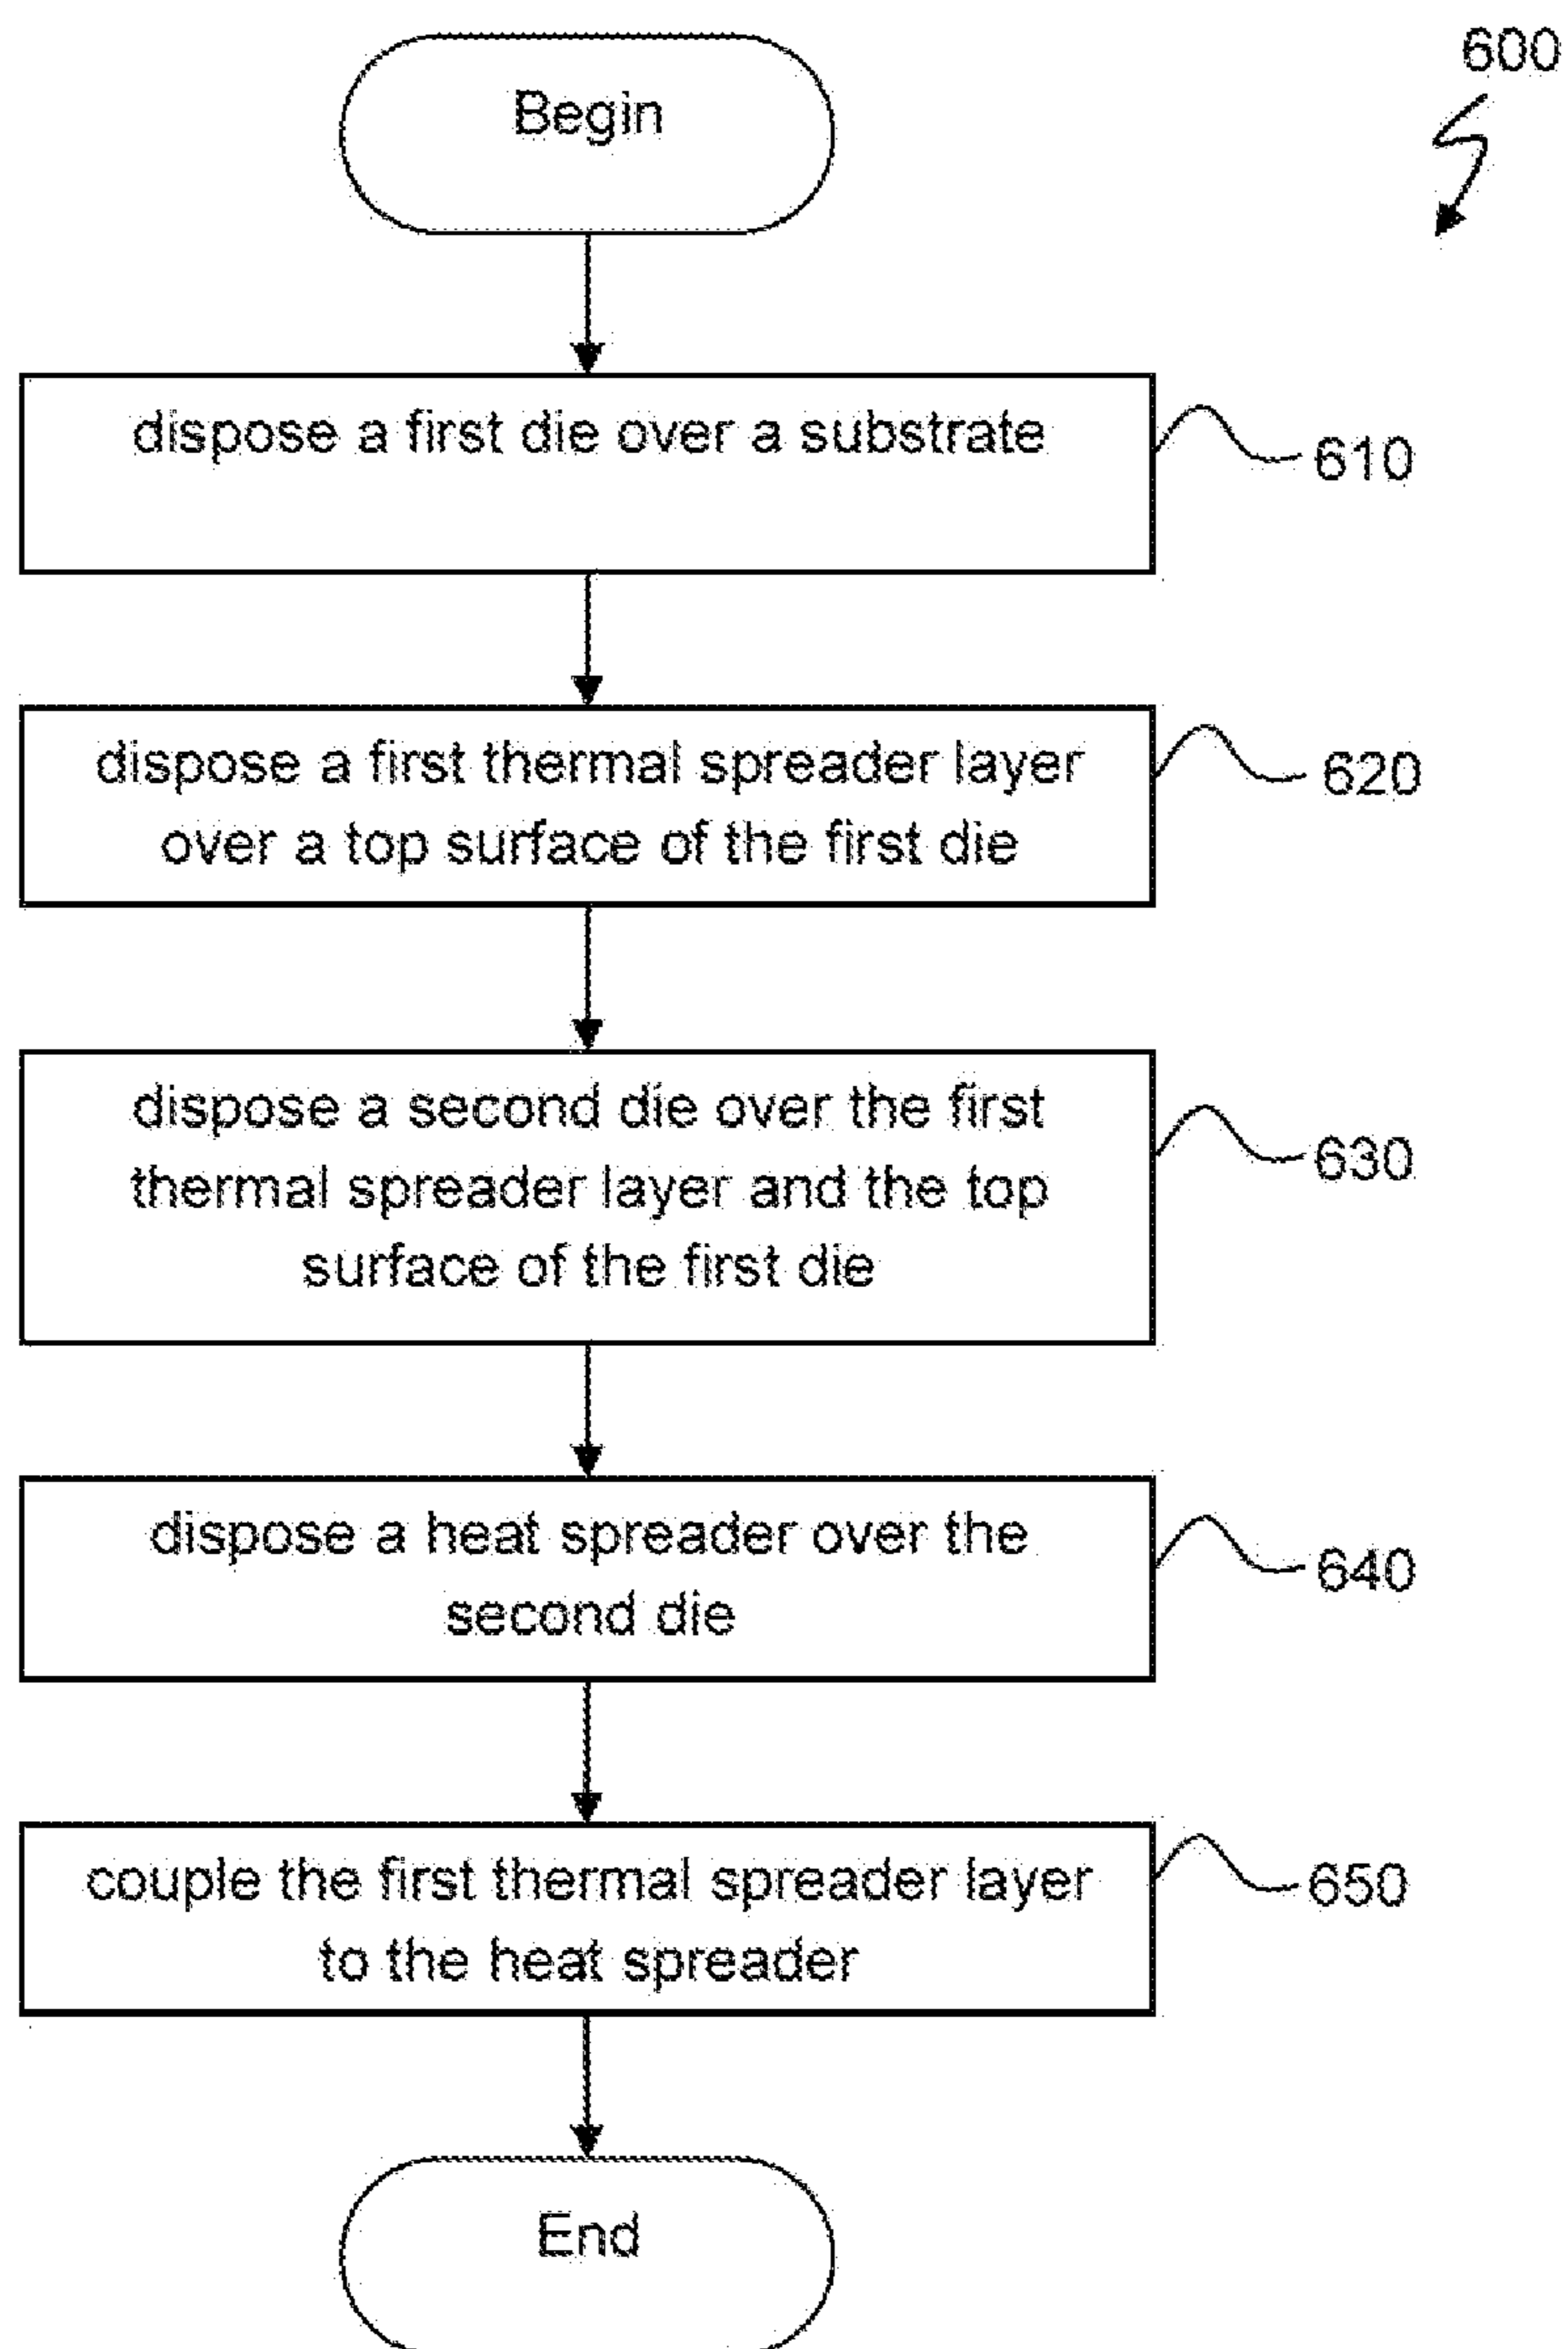 600
Begin
dispose a first die over a substrate
610
dispose a first thermal spreader layer
over a top surface of the first die
620
dispose a second die over the first
thermal spreader layer and the top
surface of the first die
630
dispose a heat spreader over the
second die
640
couple the first thermal spreader layer
to the heat spreader
650
End